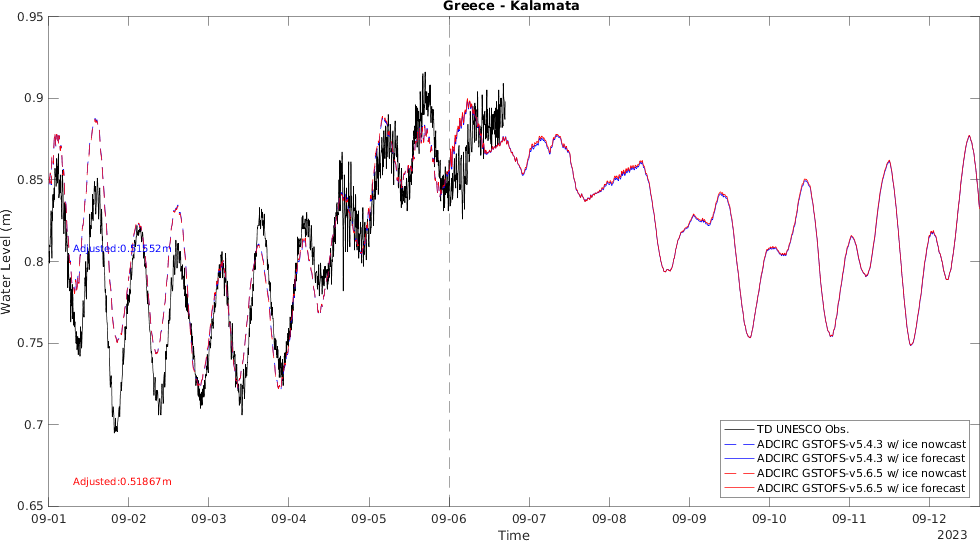 Greece - Kalamata
0.95
0.9
0.85
0.8
0.75
0.7
0.65
Water Level (m)
Adjusted:0.51552m
Adjusted:0.51867m
TD UNESCO Obs.
ADCIRC GSTOFS-v5.4.3 w/ ice nowcast
ADCIRC GSTOFS-v5.4.3 w/ ice forecast
ADCIRC GSTOFS-v5.6.5 w/ ice nowcast
ADCIRC GSTOFS-v5.6.5 w/ ice forecast
09-01 09-02 09-03 09-04 09-05 09-06 09-07 09-08 09-09 09-10 09-11 09-12
Time
2023